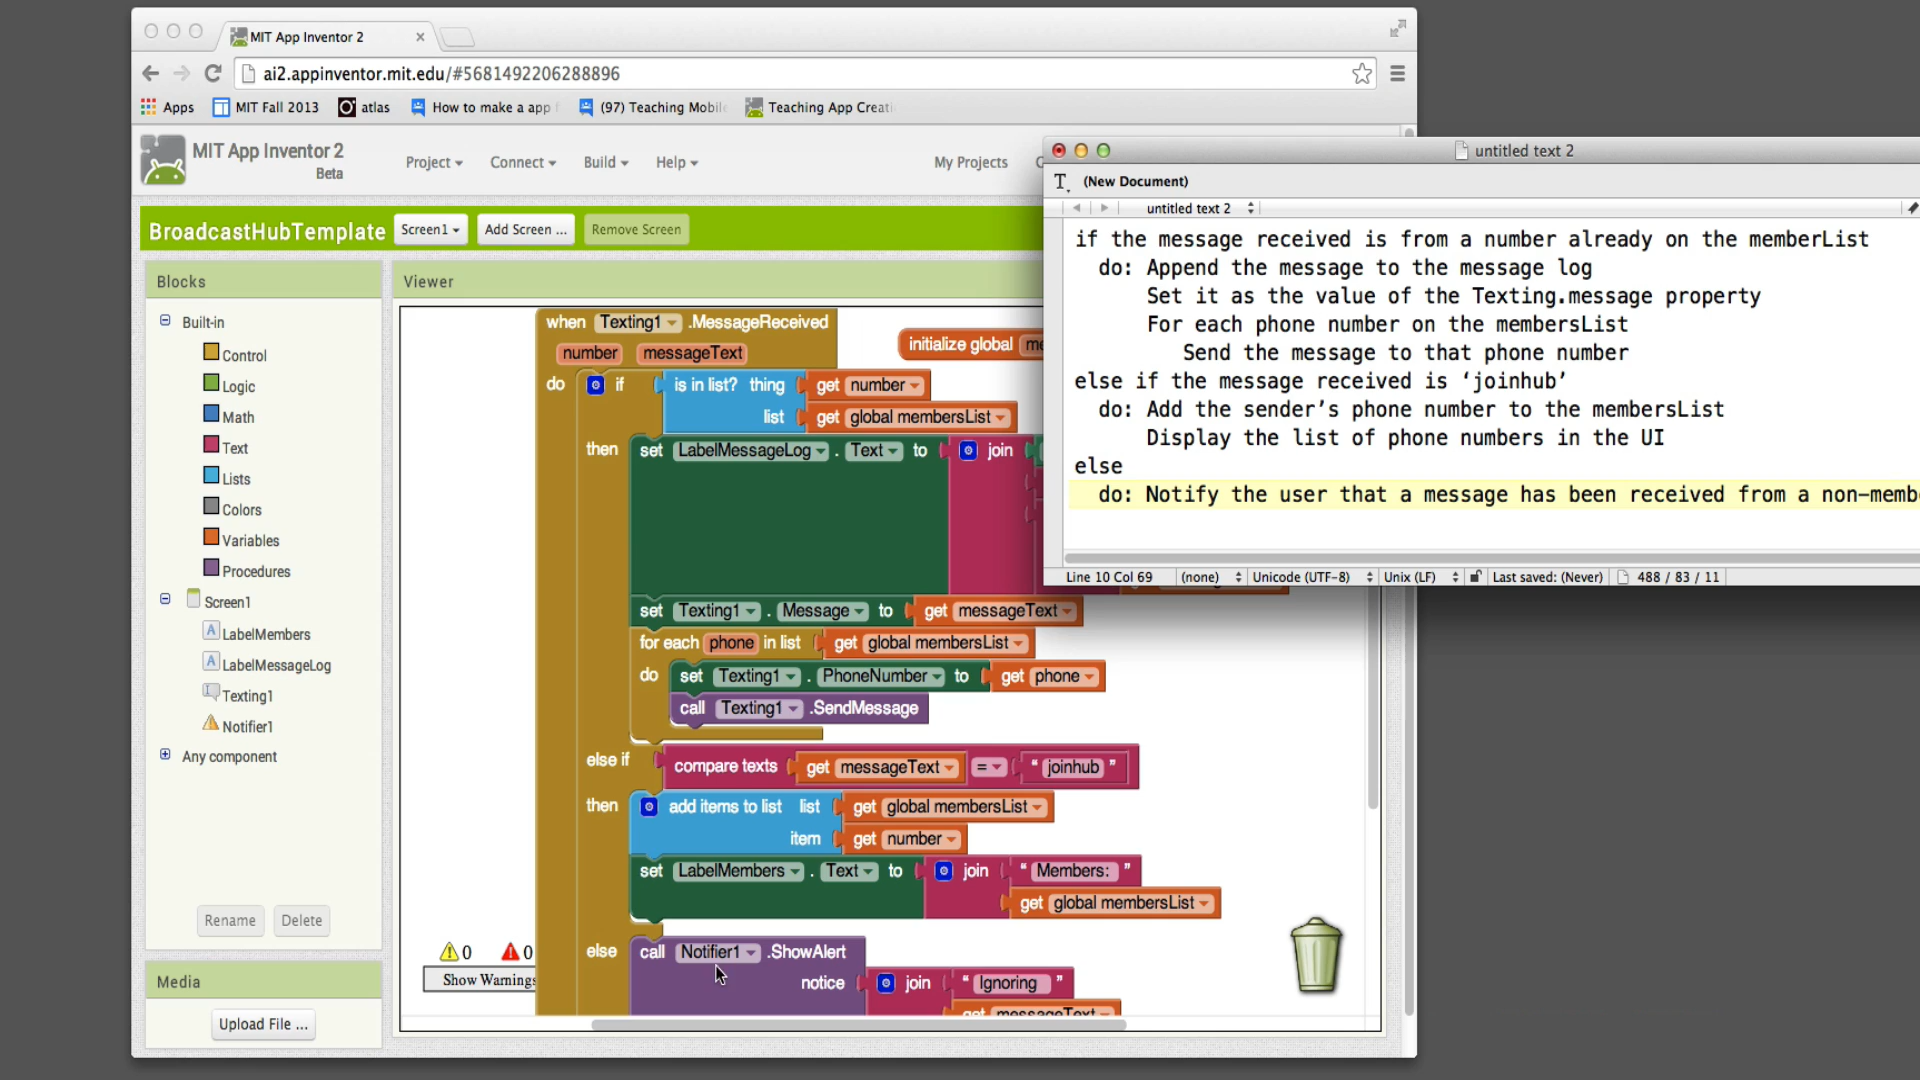 MIT App Inventor 2
ai2.appinventor.mit.edu/#5681492206288896
Apps MIT Fall 2013 atlas How to make a app (97) Teaching Mobil Teaching App Creati
MIT App Inventor 2
Beta
Project Connect Build Help My Projects
BroadcastHubTemplate Screen1 Add Screen ... Remove Screen
Blocks
Built-in
Control
Logic
Math
Text
Lists
Colors
Variables
Procedures
Screen1
LabelMembers
LabelMessageLog
Texting1
Notifier1
Any component
Rename Delete
Media
Upload File ...
Viewer
when Texting1 .MessageReceived
number messageText
initialize global me
do if is in list? thing get number
list get global membersList
then set LabelMessageLog . Text to join
set Texting1 . Message to get messageText
for each phone in list get global membersList
do set Texting1 . PhoneNumber to get phone
call Texting1 .SendMessage
else if compare texts get messageText = " joinhub "
then add items to list list get global membersList
item get number
set LabelMembers . Text to join " Members: "
get global membersList
else call Notifier1 .ShowAlert
notice join " Ignoring "
get messageText
0 0
Show Warnings
untitled text 2
(New Document)
untitled text 2
if the message received is from a number already on the memberList
do: Append the message to the message log
Set it as the value of the Texting.message property
For each phone number on the membersList
Send the message to that phone number
else if the message received is ‘joinhub’
do: Add the sender’s phone number to the membersList
Display the list of phone numbers in the UI
else
do: Notify the user that a message has been received from a non-memb
Line 10 Col 69 (none) Unicode (UTF-8) Unix (LF) Last saved: (Never) 488 / 83 / 11